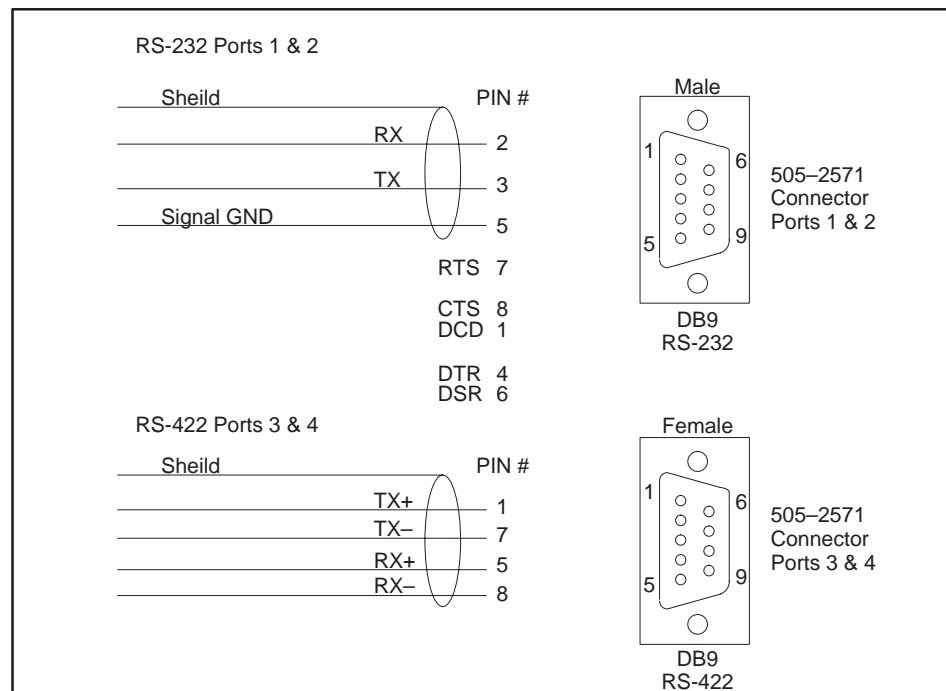 RS-232 Ports 1 & 2
Sheild PIN #
RX 2
TX 3
Signal GND 5
RTS 7
CTS 8
DCD 1
DTR 4
DSR 6
Male
1 6
5 9
505–2571
Connector
Ports 1 & 2
DB9
RS-232
RS-422 Ports 3 & 4
Sheild PIN #
TX+ 1
TX– 7
RX+ 5
RX– 8
Female
1 6
5 9
505–2571
Connector
Ports 3 & 4
DB9
RS-422